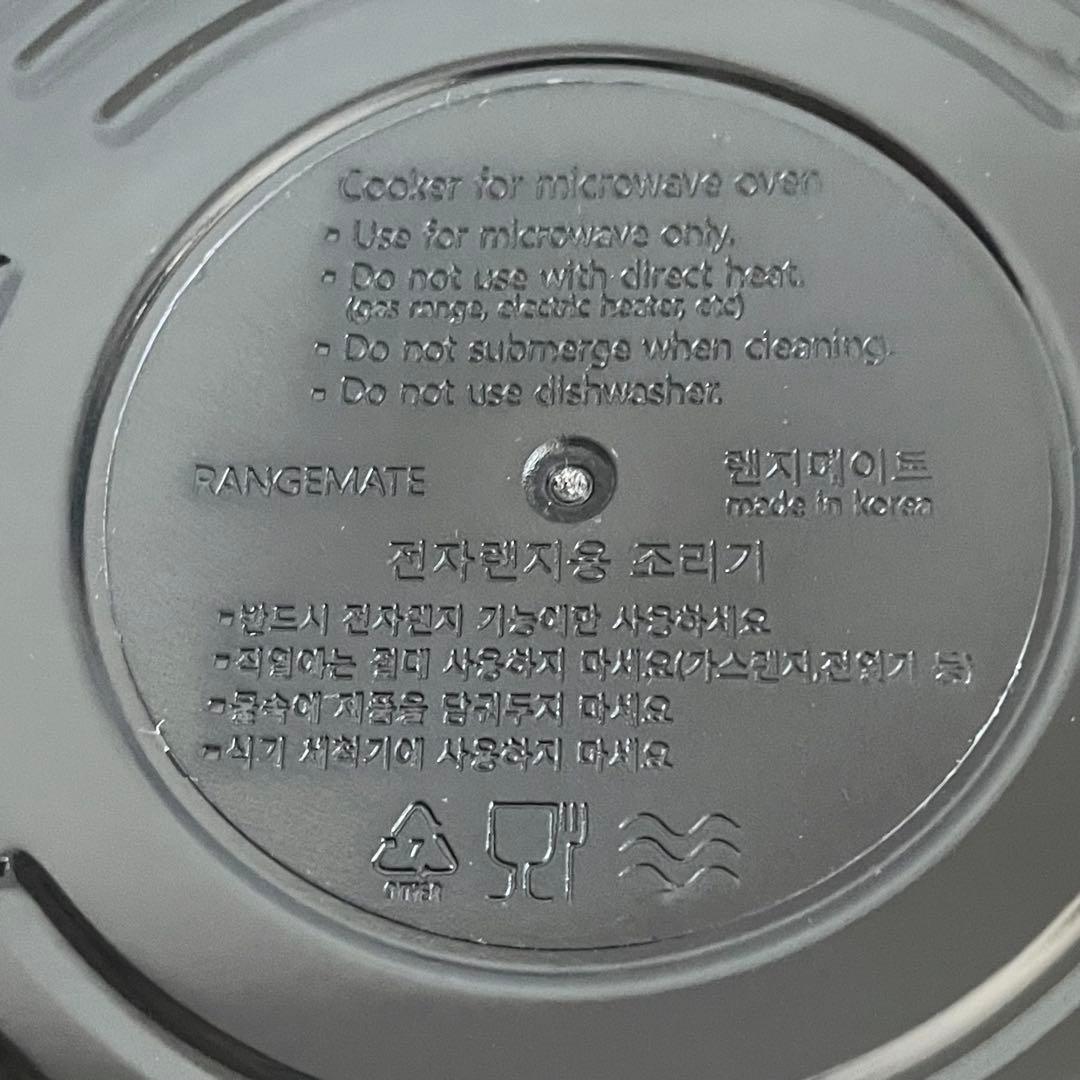 Cooker for microwave oven
- Use for microwave only.
- Do not use with direct heat.
(gas range, electric heater, etc)
- Do not submerge when cleaning.
- Do not use dishwasher.
RANGEMATE
렌지메이트
made in korea
전자렌지용 조리기
-반드시 전자렌지 기능에만 사용하세요
-직열에는 절대 사용하지 마세요(가스렌지,전열기 등)
-물속에 제품을 담궈두지 마세요
-식기 세척기에 사용하지 마세요
7
OTHER